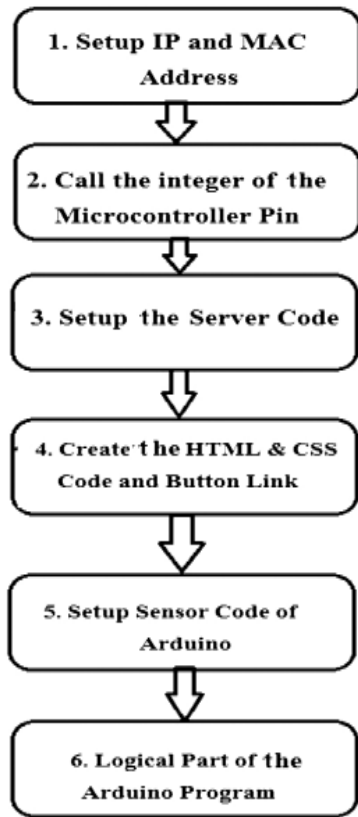 1. Setup IP and MAC
Address
2. Call the integer of the
Microcontroller Pin
3. Setup the Server Code
4. Create the HTML & CSS
Code and Button Link
5. Setup Sensor Code of
Arduino
6. Logical Part of the
Arduino Program